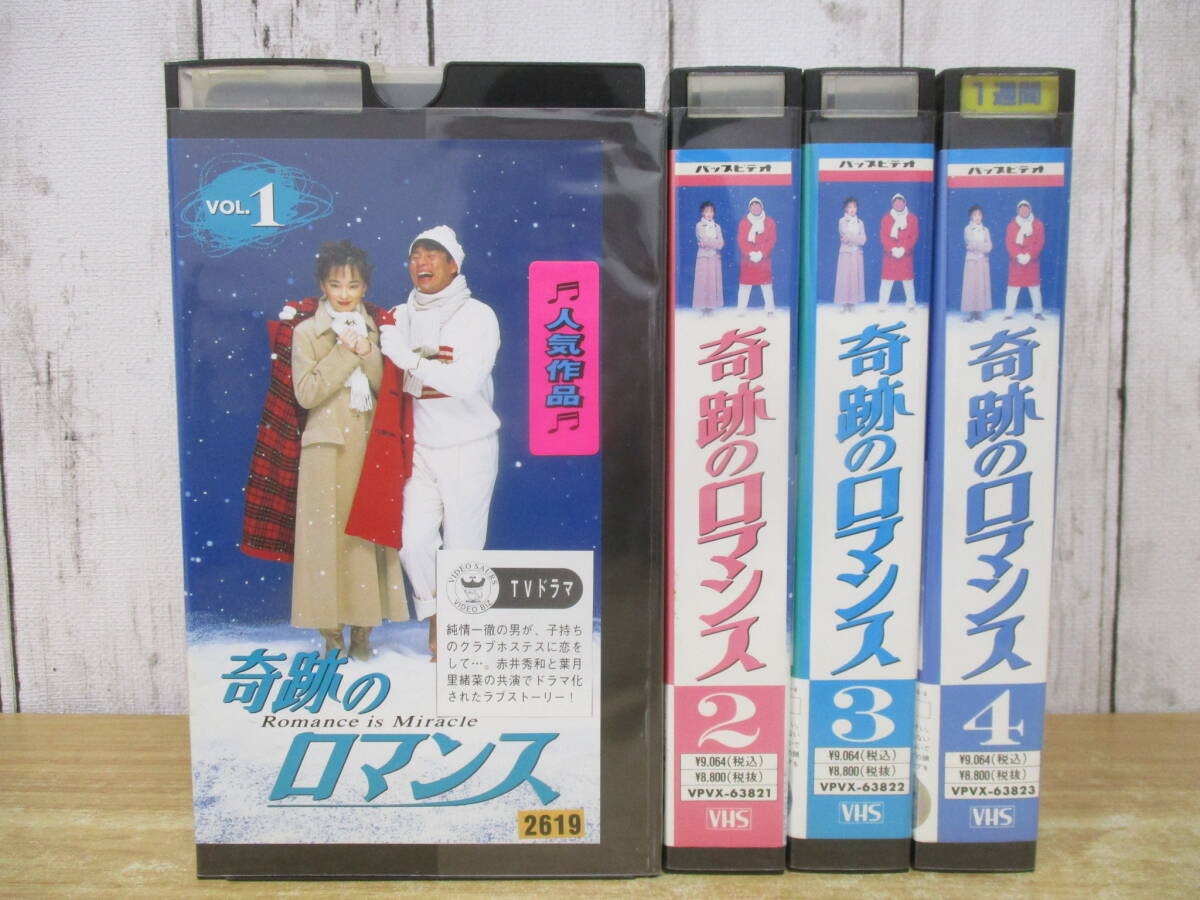 VOL.1
♬人気作品♬
VIDEO SAURS
VIDEO BIZ
TVドラマ
純情一徹の男が、子持ち
のクラブホステスに恋を
して…。赤井秀和と葉月
里緒菜の共演でドラマ化
されたラブストーリー!
奇跡の
Romance is Miracle
ロマンス
2619
バップビデオ
奇跡のロマンス
2
¥9,064(税込)
¥8,800(税抜)
VPVX-63821
VHS
バップビデオ
奇跡のロマンス
3
¥9,064(税込)
¥8,800(税抜)
VPVX-63822
VHS
1週間
バップビデオ
奇跡のロマンス
4
¥9,064(税込)
¥8,800(税抜)
VPVX-63823
VHS